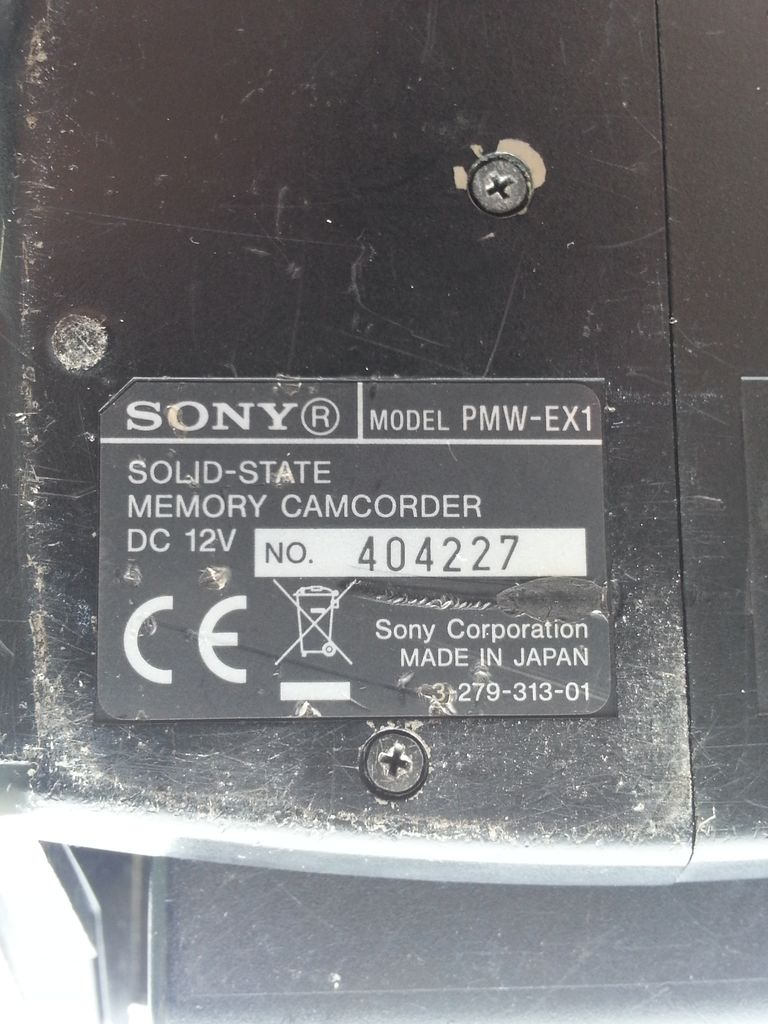 SONY® MODEL PMW-EX1
SOLID-STATE
MEMORY CAMCORDER
DC 12V NO. 404227
CE
Sony Corporation
MADE IN JAPAN
3-279-313-01